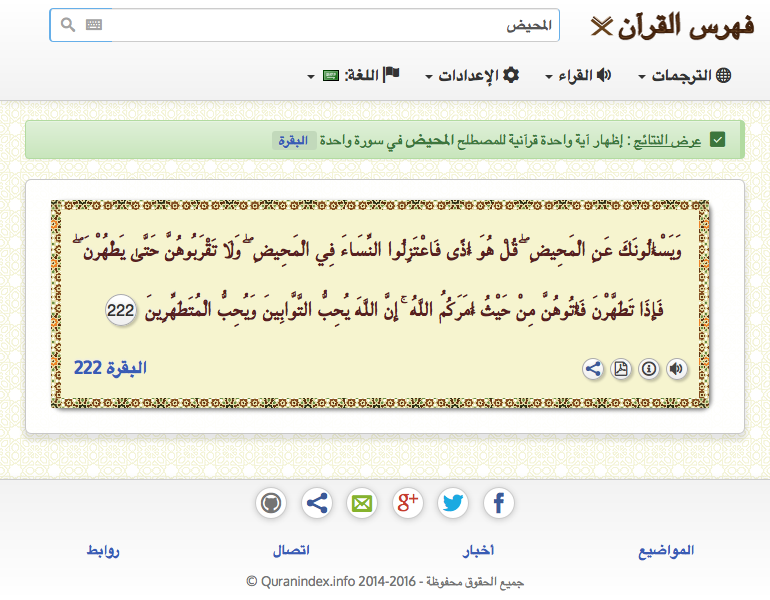 فهرس القرآن
المحيض
الترجمات القراء الإعدادات اللغة:
عرض النتائج : إظهار آية واحدة قرآنية للمصطلح المحيض في سورة واحدة البقرة
وَيَسْأَلُونَكَ عَنِ الْمَحِيضِ ۖ قُلْ هُوَ أَذًى فَاعْتَزِلُوا النِّسَاءَ فِي الْمَحِيضِ ۖ وَلَا تَقْرَبُوهُنَّ حَتَّىٰ يَطْهُرْنَ ۖ
فَإِذَا تَطَهَّرْنَ فَأْتُوهُنَّ مِنْ حَيْثُ أَمَرَكُمُ اللَّهُ ۚ إِنَّ اللَّهَ يُحِبُّ التَّوَّابِينَ وَيُحِبُّ الْمُتَطَهِّرِينَ 222
البقرة 222
المواضيع أخبار اتصال روابط
جميع الحقوق محفوظة - Quranindex.info 2014-2016 ©